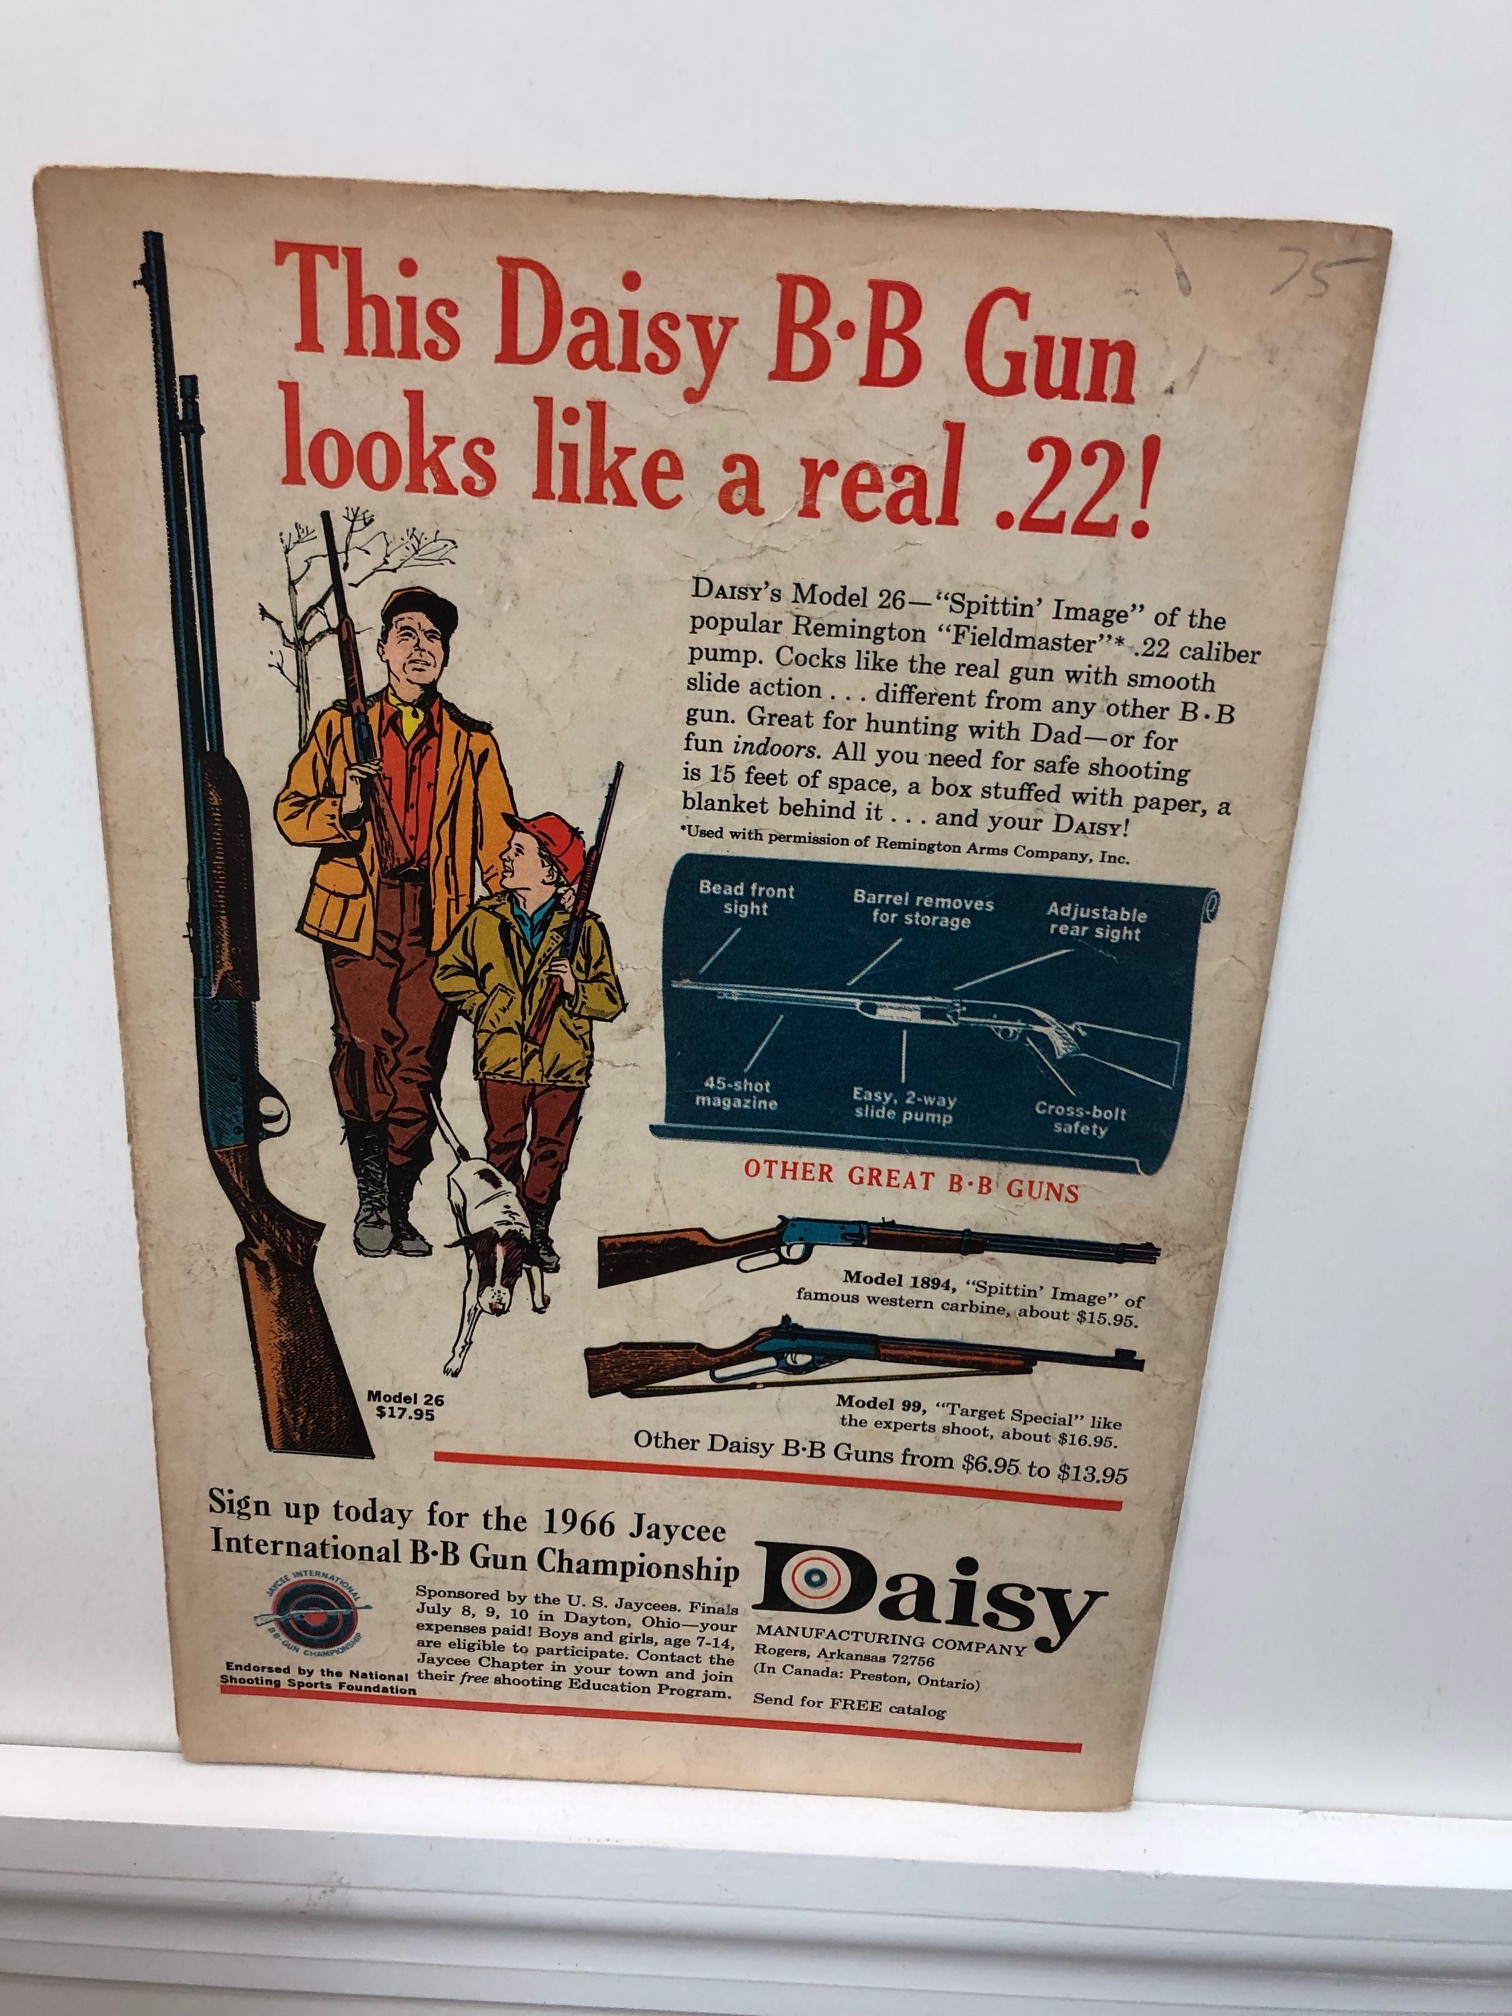 75
This Daisy B·B Gun
looks like a real .22!
DAISY'S Model 26—“Spittin’ Image” of the
popular Remington “Fieldmaster”* .22 caliber
pump. Cocks like the real gun with smooth
slide action . . . different from any other B·B
gun. Great for hunting with Dad—or for
fun indoors. All you need for safe shooting
is 15 feet of space, a box stuffed with paper, a
blanket behind it . . . and your DAISY!
*Used with permission of Remington Arms Company, Inc.
Bead front
sight
Barrel removes
for storage
Adjustable
rear sight
45-shot
magazine
Easy, 2-way
slide pump
Cross-bolt
safety
OTHER GREAT B·B GUNS
Model 1894, “Spittin’ Image” of
famous western carbine, about $15.95.
Model 99, “Target Special” like
the experts shoot, about $16.95.
Model 26
$17.95
Other Daisy B·B Guns from $6.95 to $13.95
Sign up today for the 1966 Jaycee
International B·B Gun Championship
JAYCEE INTERNATIONAL
B·B·GUN CHAMPIONSHIP
Endorsed by the National
Shooting Sports Foundation
Sponsored by the U. S. Jaycees. Finals
July 8, 9, 10 in Dayton, Ohio—your
expenses paid! Boys and girls, age 7-14,
are eligible to participate. Contact the
Jaycee Chapter in your town and join
their free shooting Education Program.
Daisy
MANUFACTURING COMPANY
Rogers, Arkansas 72756
(In Canada: Preston, Ontario)
Send for FREE catalog